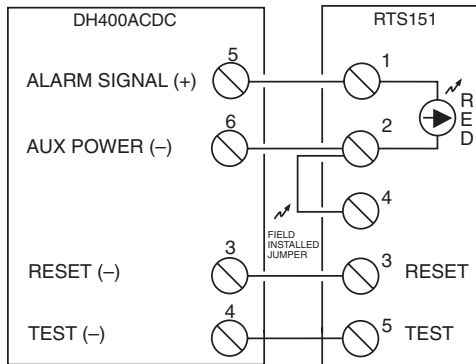 DH400ACDC
RTS151
5
1
ALARM SIGNAL (+)
RED
6
2
AUX POWER (–)
4
FIELD
INSTALLED
JUMPER
3
3
RESET (–)
RESET
4
5
TEST (–)
TEST